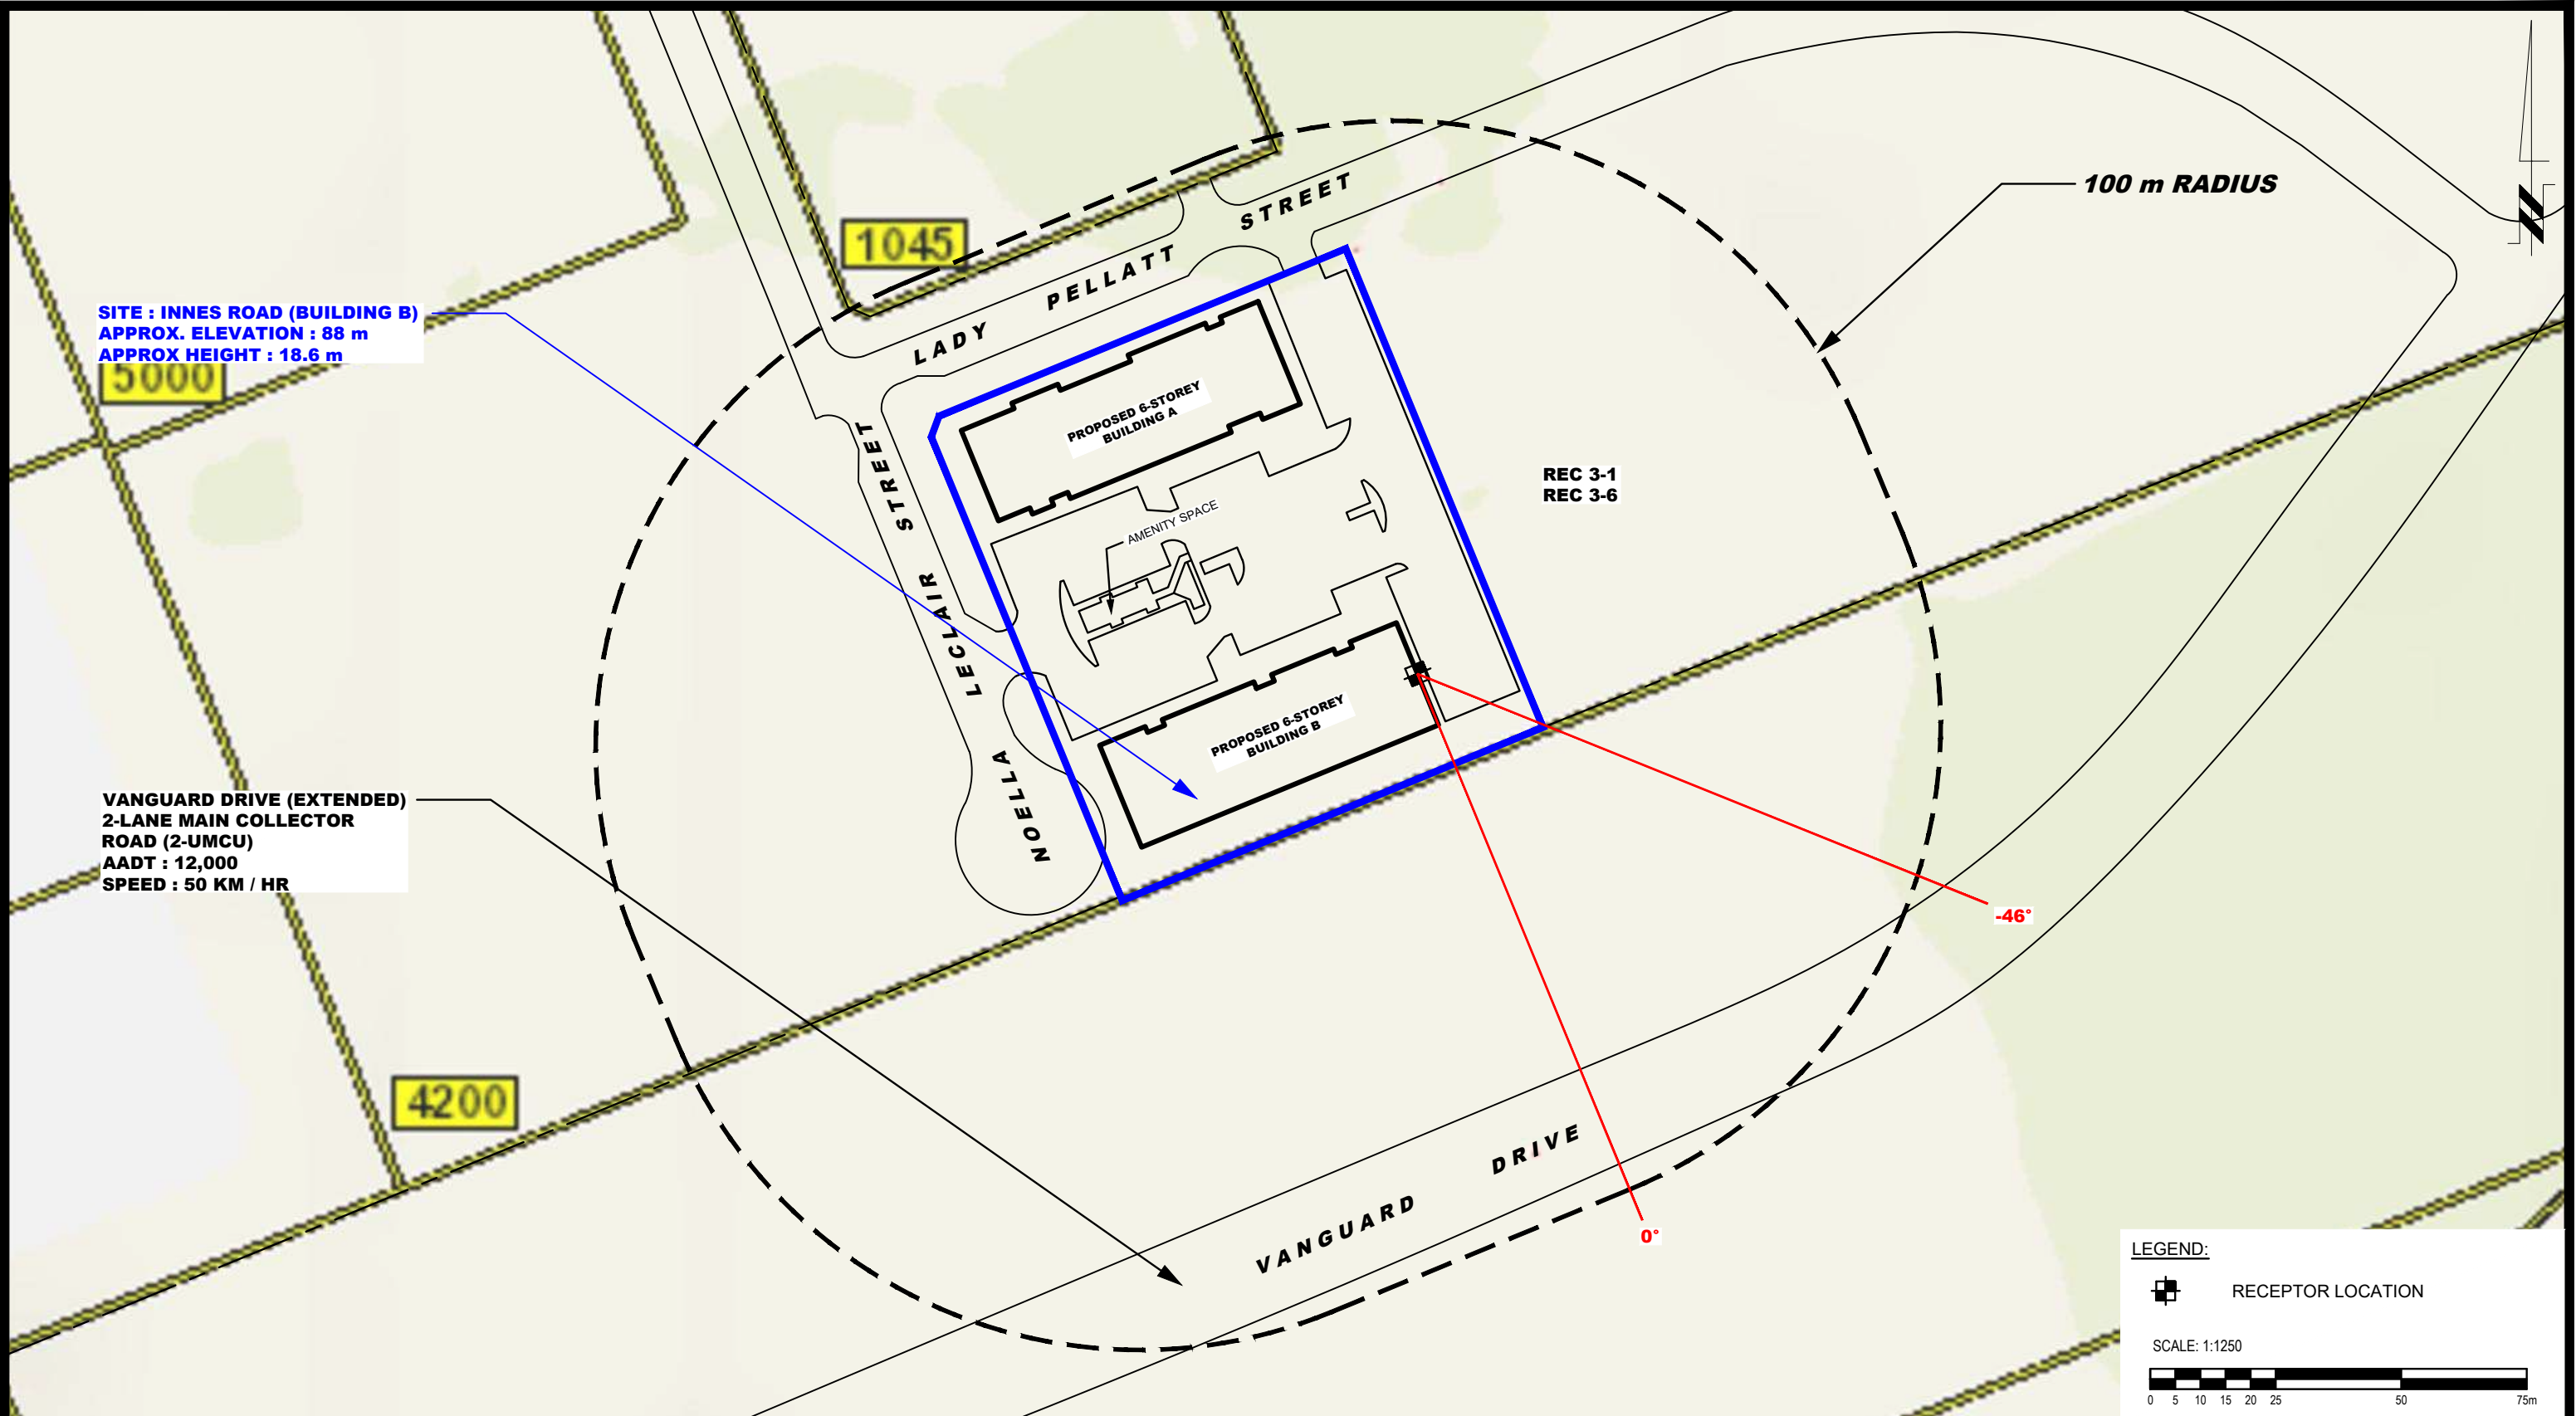 100 m RADIUS
1045
LADY PELLATT STREET
SITE : INNES ROAD (BUILDING B)
APPROX. ELEVATION : 88 m
APPROX HEIGHT : 18.6 m
5000
PROPOSED 6-STOREY
BUILDING A
REC 3-1
REC 3-6
AMENITY SPACE
NOELLA LECLAIR STREET
PROPOSED 6-STOREY
BUILDING B
VANGUARD DRIVE (EXTENDED)
2-LANE MAIN COLLECTOR
ROAD (2-UMCU)
AADT : 12,000
SPEED : 50 KM / HR
-46°
4200
VANGUARD DRIVE
0°
LEGEND:
RECEPTOR LOCATION
SCALE: 1:1250
0 5 10 15 20 25 50 75m